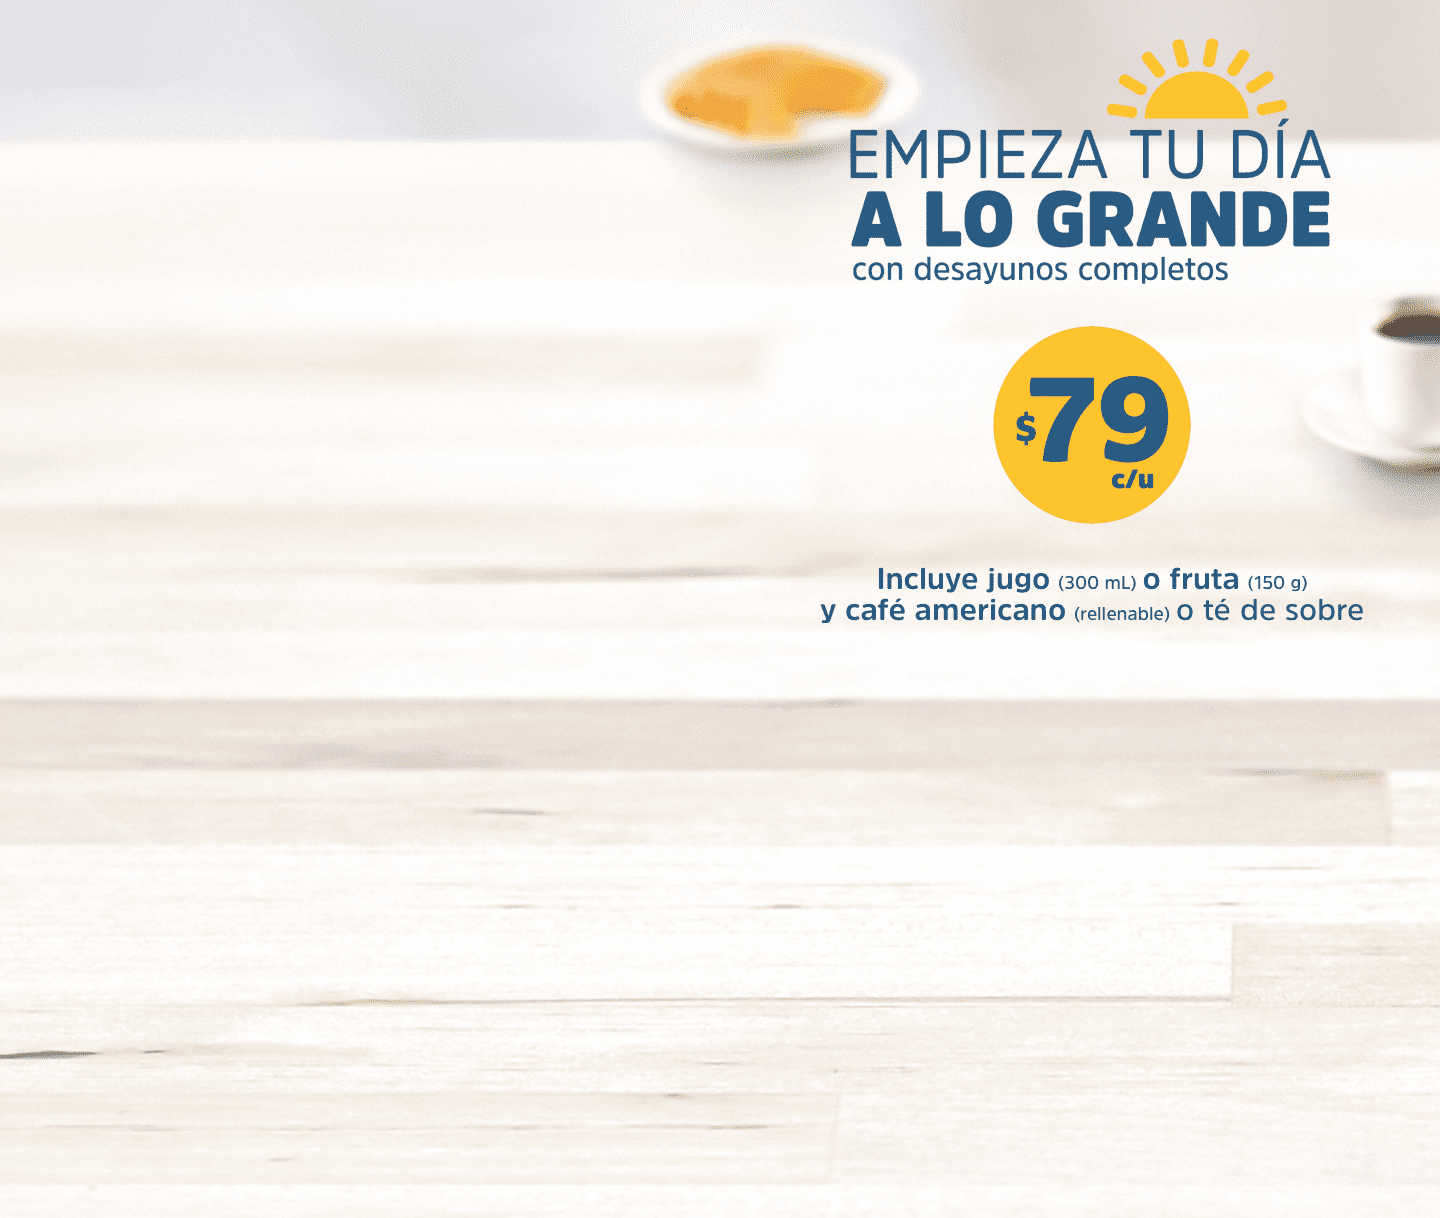 EMPIEZA TU DÍA
A LO GRANDE
con desayunos completos
$79
c/u
Incluye jugo (300 mL) o fruta (150 g)
y café americano (rellenable) o té de sobre